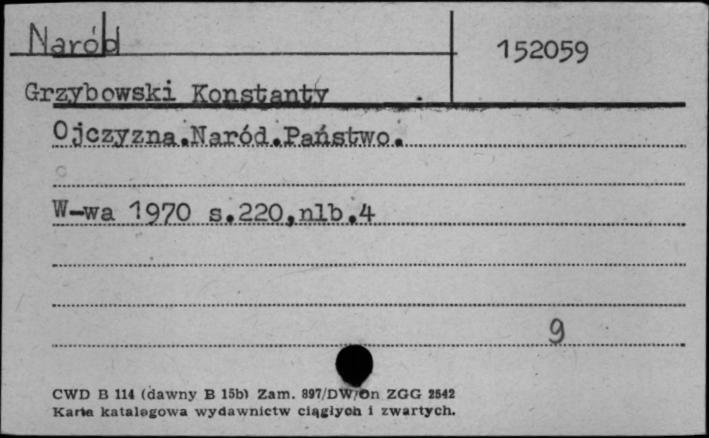 Naród
152059
Grzybowski Konstanty
Ojczyzna.Naród.Państwo.
W-wa 1970 s.220,nlb.4
9
CWD B 114 (dawny B 15b) Zam. 897/DW/On ZGG 2542
Karta katalogowa wydawnictw ciągłych i zwartych.